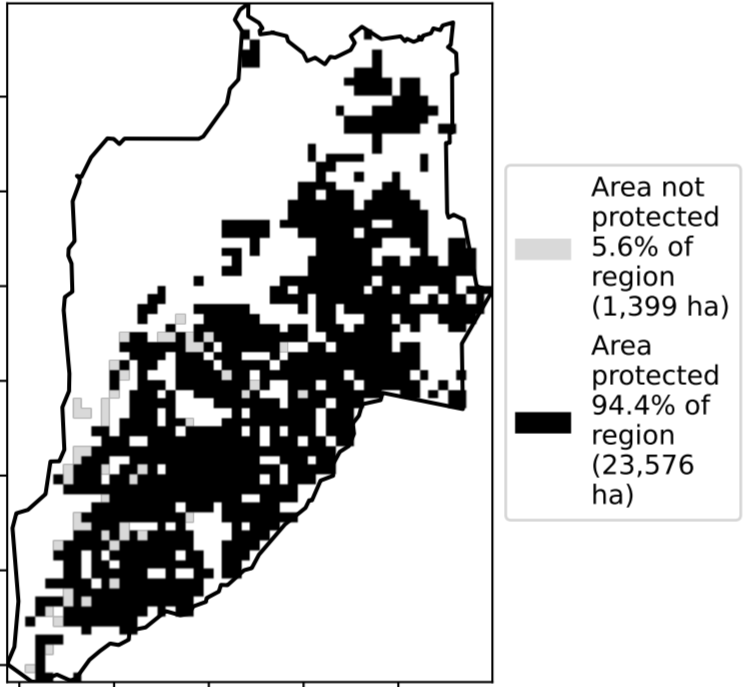 Area not
protected
5.6% of
region
(1,399 ha)
Area
protected
94.4% of
region
(23,576
ha)